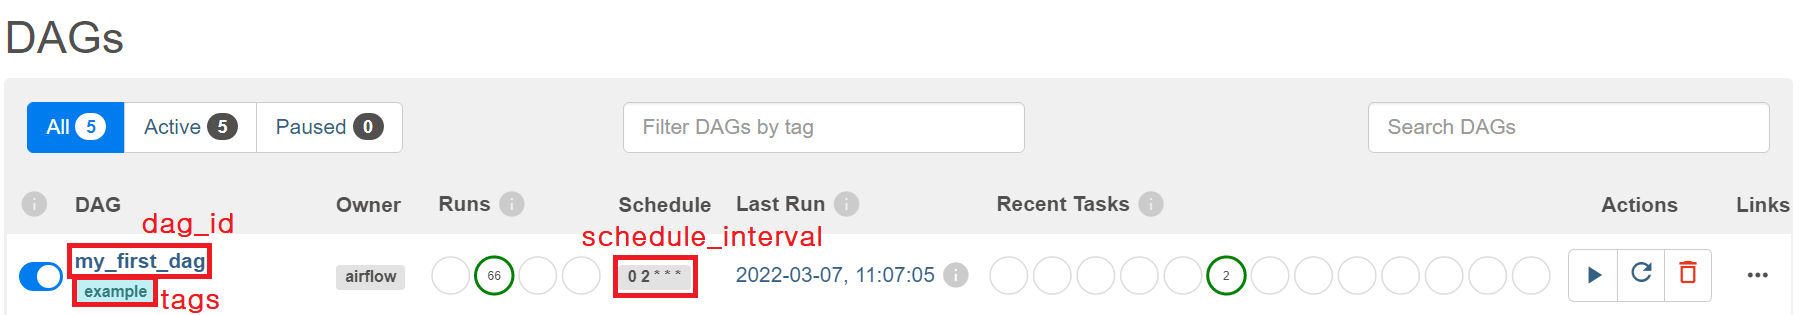 DAGs
All 5 Active 5 Paused 0
Filter DAGs by tag
Search DAGs
i DAG Owner Runs i Schedule Last Run i Recent Tasks i Actions Links
dag_id
schedule_interval
my_first_dag
airflow 66 0 2 * * * 2022-03-07, 11:07:05 i 2
example tags